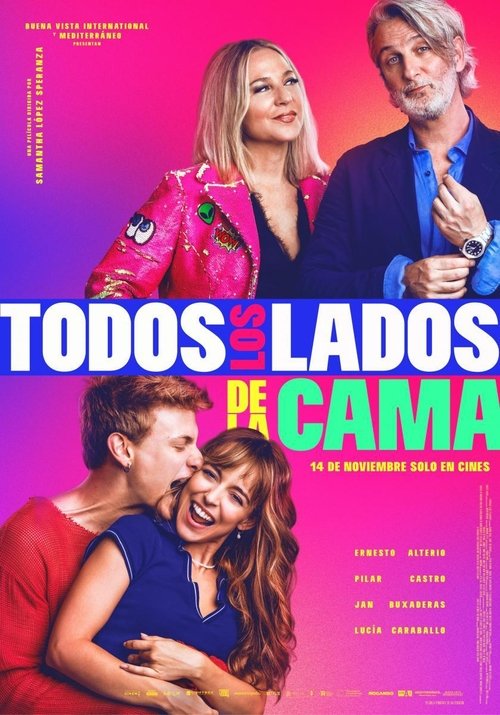 BUENA VISTA INTERNATIONAL
Y MEDITERRÁNEO
PRESENTAN
UNA PELÍCULA DIRIGIDA POR
SAMANTHA LÓPEZ SPERANZA
NOW
TODOS LOS LADOS
DE LA CAMA
14 DE NOVIEMBRE SOLO EN CINES
ERNESTO ALTERIO
PILAR CASTRO
JAN BUXADERAS
LUCÍA CARABALLO